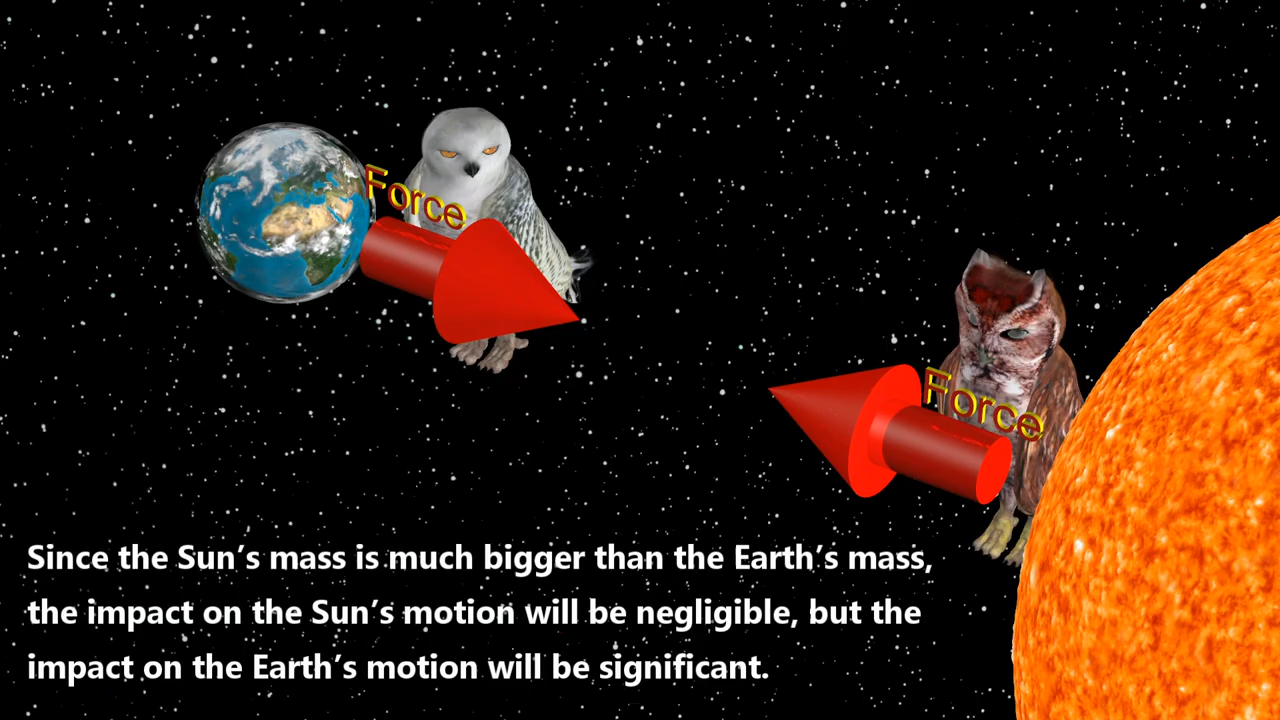 Force
Force
Since the Sun’s mass is much bigger than the Earth’s mass,
the impact on the Sun’s motion will be negligible, but the
impact on the Earth’s motion will be significant.